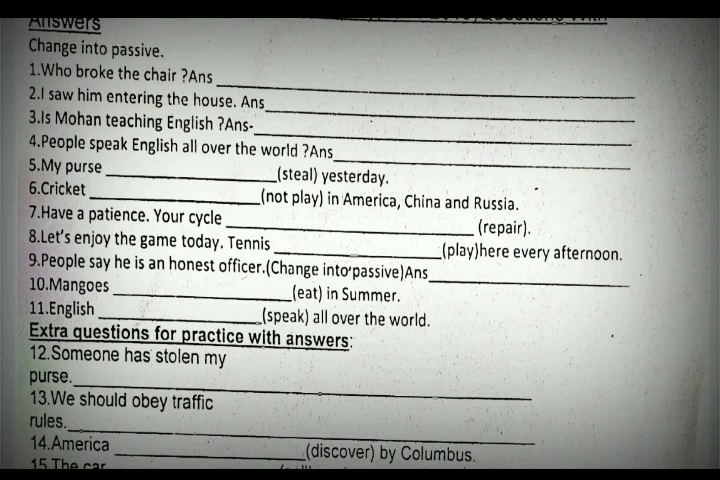 Answers
Change into passive.
1.Who broke the chair ?Ans
2.I saw him entering the house. Ans
3.Is Mohan teaching English ?Ans-
4.People speak English all over the world ?Ans
5.My purse (steal) yesterday.
6.Cricket (not play) in America, China and Russia.
7.Have a patience. Your cycle (repair).
8.Let's enjoy the game today. Tennis (play)here every afternoon.
9.People say he is an honest officer.(Change into passive)Ans
10.Mangoes (eat) in Summer.
11.English (speak) all over the world.
Extra questions for practice with answers:
12.Someone has stolen my
purse.
13.We should obey traffic
rules.
14.America (discover) by Columbus.
15.The car